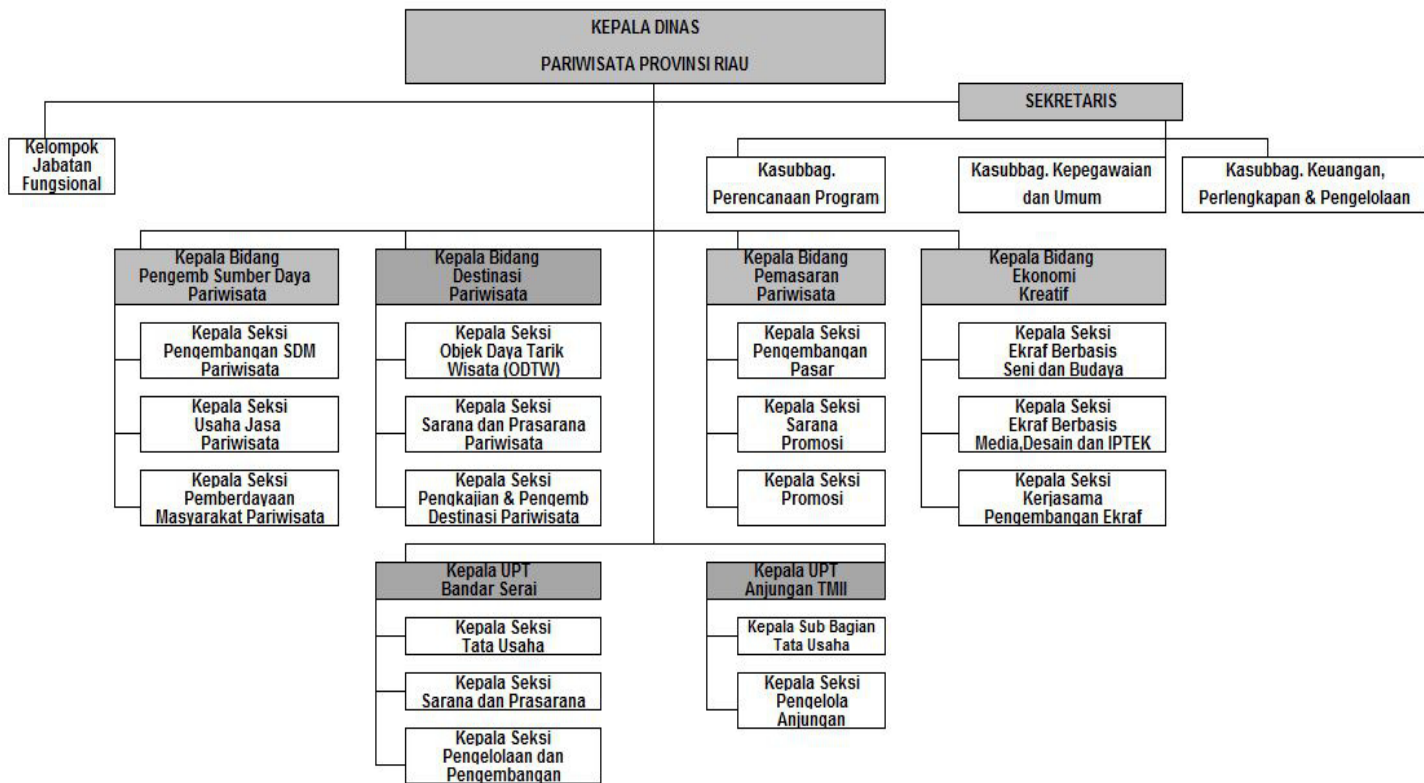 KEPALA DINAS
PARIWISATA PROVINSI RIAU
SEKRETARIS
Kelompok
Jabatan
Fungsional
Kasubbag.
Perencanaan Program
Kasubbag. Kepegawaian
dan Umum
Kasubbag. Keuangan,
Perlengkapan & Pengelolaan
Kepala Bidang
Pengemb Sumber Daya
Pariwisata
Kepala Bidang
Destinasi
Pariwisata
Kepala Bidang
Pemasaran
Pariwisata
Kepala Bidang
Ekonomi
Kreatif
Kepala Seksi
Pengembangan SDM
Pariwisata
Kepala Seksi
Objek Daya Tarik
Wisata (ODTW)
Kepala Seksi
Pengembangan
Pasar
Kepala Seksi
Ekraf Berbasis
Seni dan Budaya
Kepala Seksi
Usaha Jasa
Pariwisata
Kepala Seksi
Sarana dan Prasarana
Pariwisata
Kepala Seksi
Sarana
Promosi
Kepala Seksi
Ekraf Berbasis
Media,Desain dan IPTEK
Kepala Seksi
Pemberdayaan
Masyarakat Pariwisata
Kepala Seksi
Pengkajian & Pengemb
Destinasi Pariwisata
Kepala Seksi
Promosi
Kepala Seksi
Kerjasama
Pengembangan Ekraf
Kepala UPT
Bandar Serai
Kepala UPT
Anjungan TMII
Kepala Seksi
Tata Usaha
Kepala Sub Bagian
Tata Usaha
Kepala Seksi
Sarana dan Prasarana
Kepala Seksi
Pengelola
Anjungan
Kepala Seksi
Pengelolaan dan
Pengembangan